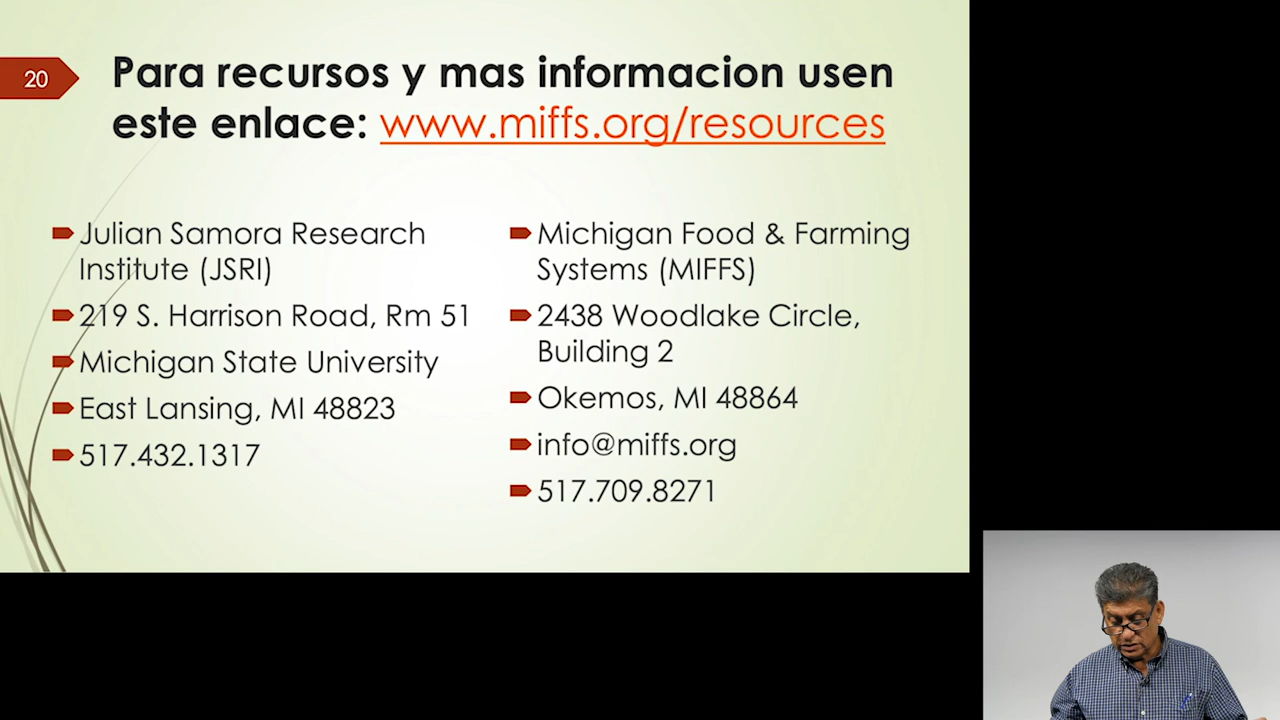 20
Para recursos y mas informacion usen
este enlace: www.miffs.org/resources
Julian Samora Research
Institute (JSRI)
219 S. Harrison Road, Rm 51
Michigan State University
East Lansing, MI 48823
517.432.1317
Michigan Food & Farming
Systems (MIFFS)
2438 Woodlake Circle,
Building 2
Okemos, MI 48864
info@miffs.org
517.709.8271